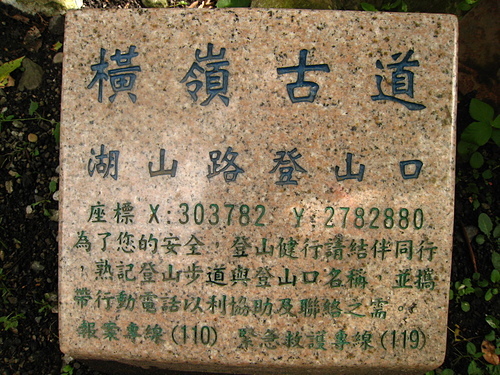 橫嶺古道
湖山路登山口
座標 X:303782. Y:2782880.
為了您的安全，登山健行請結伴同行
，熟記登山步道與登山口名稱，並攜
帶行動電話以利協助及聯絡之需。
報案專線(110) 緊急救護專線(119)